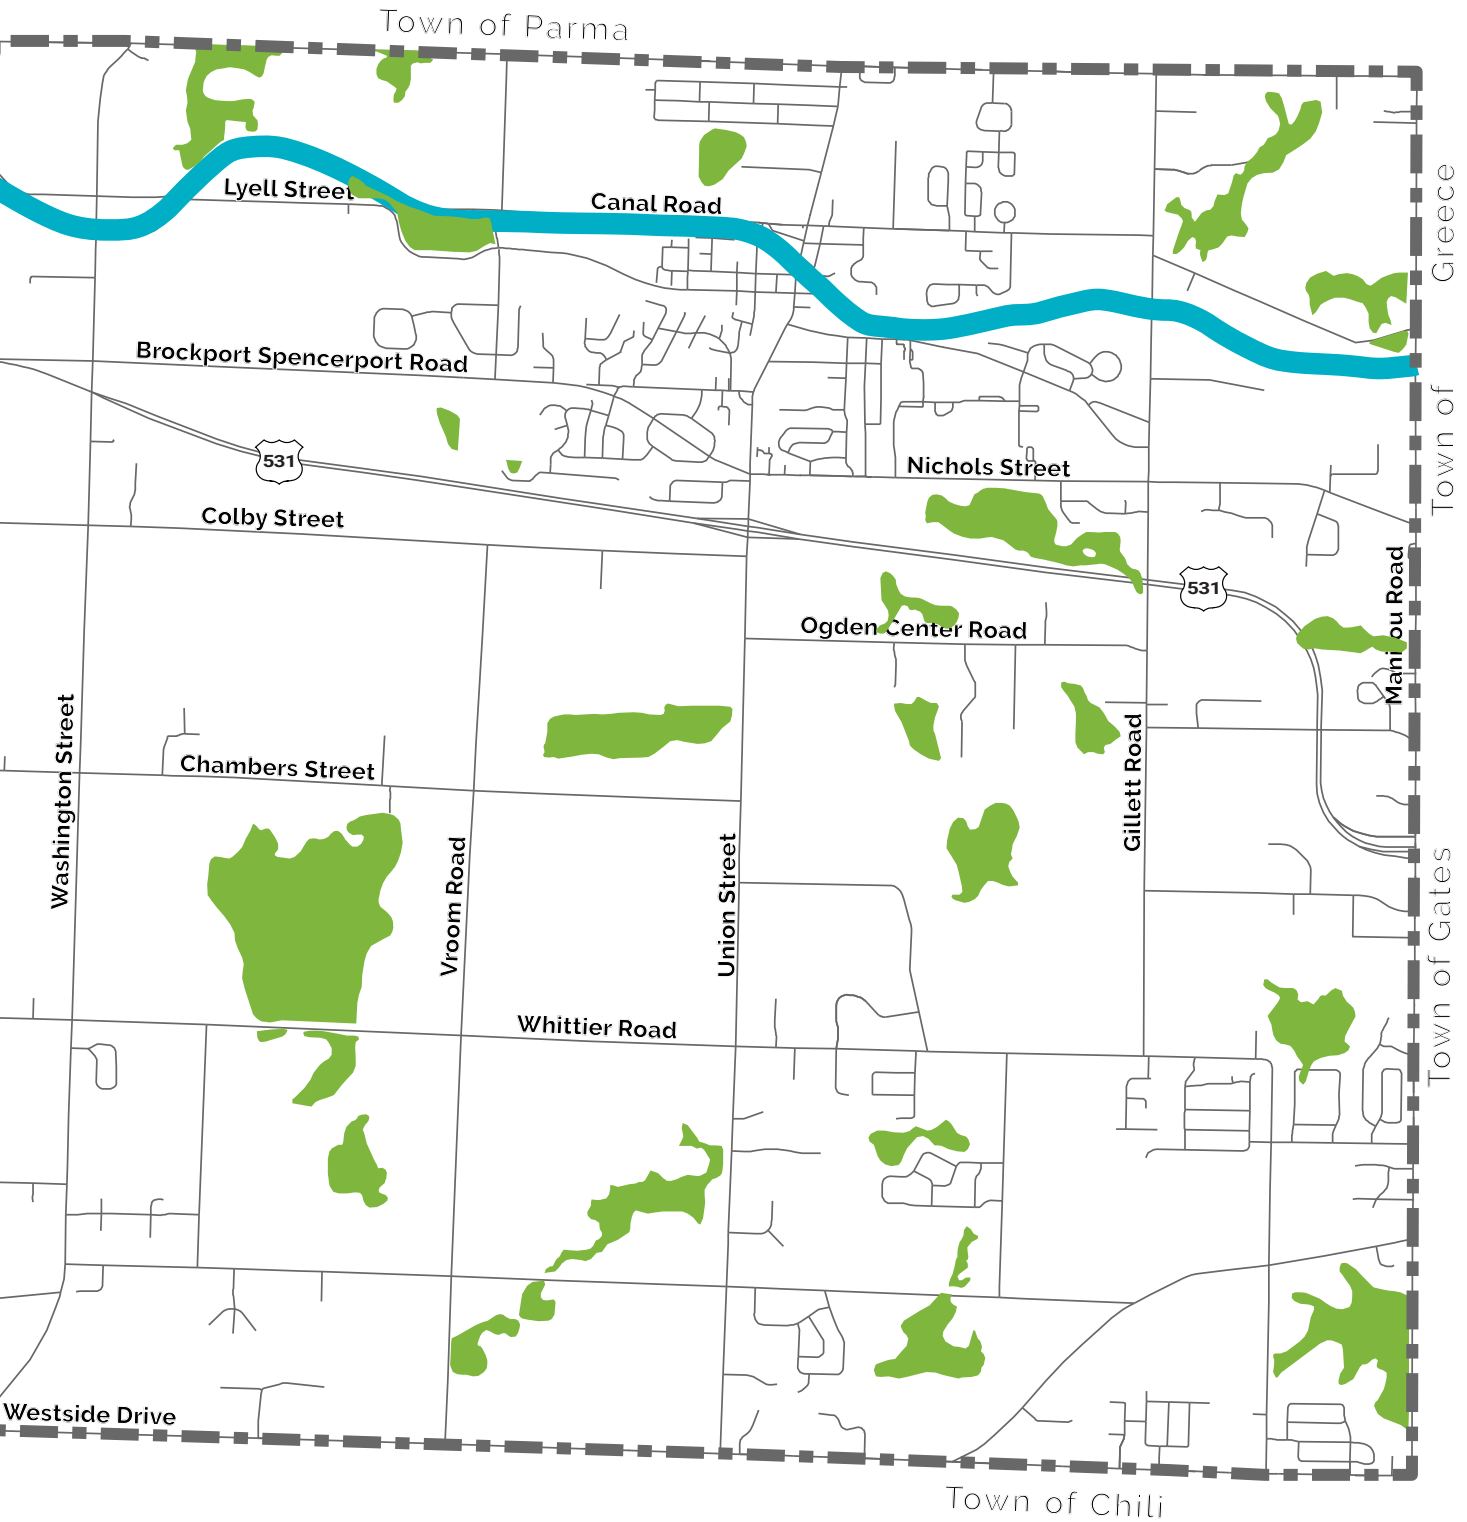 Town of Parma
Greece
Town of
Lyell Street
Canal Road
Brockport Spencerport Road
531
Nichols Street
Colby Street
531
Manitou Road
Ogden Center Road
Washington Street
Gillett Road
Chambers Street
Vroom Road
Union Street
Town of Gates
Whittier Road
Westside Drive
Town of Chili